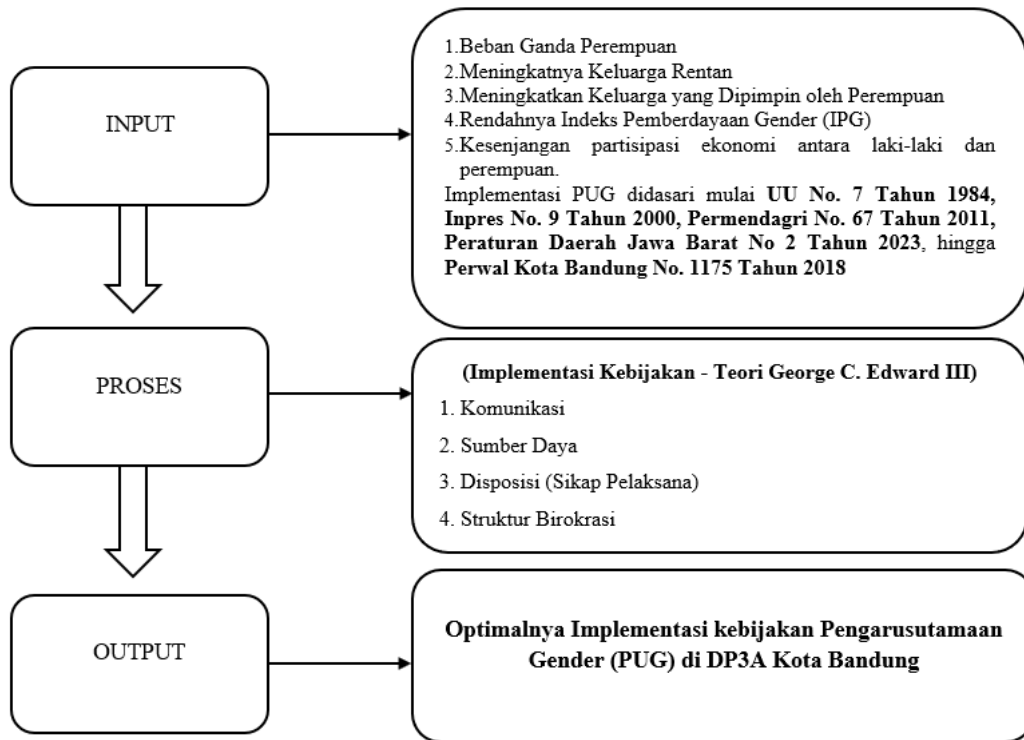 INPUT
1.Beban Ganda Perempuan
2.Meningkatnya Keluarga Rentan
3.Meningkatkan Keluarga yang Dipimpin oleh Perempuan
4.Rendahnya Indeks Pemberdayaan Gender (IPG)
5.Kesenjangan partisipasi ekonomi antara laki-laki dan
perempuan.
Implementasi PUG didasari mulai UU No. 7 Tahun 1984,
Inpres No. 9 Tahun 2000, Permendagri No. 67 Tahun 2011,
Peraturan Daerah Jawa Barat No 2 Tahun 2023, hingga
Perwal Kota Bandung No. 1175 Tahun 2018
PROSES
(Implementasi Kebijakan - Teori George C. Edward III)
1. Komunikasi
2. Sumber Daya
3. Disposisi (Sikap Pelaksana)
4. Struktur Birokrasi
OUTPUT
Optimalnya Implementasi kebijakan Pengarusutamaan
Gender (PUG) di DP3A Kota Bandung